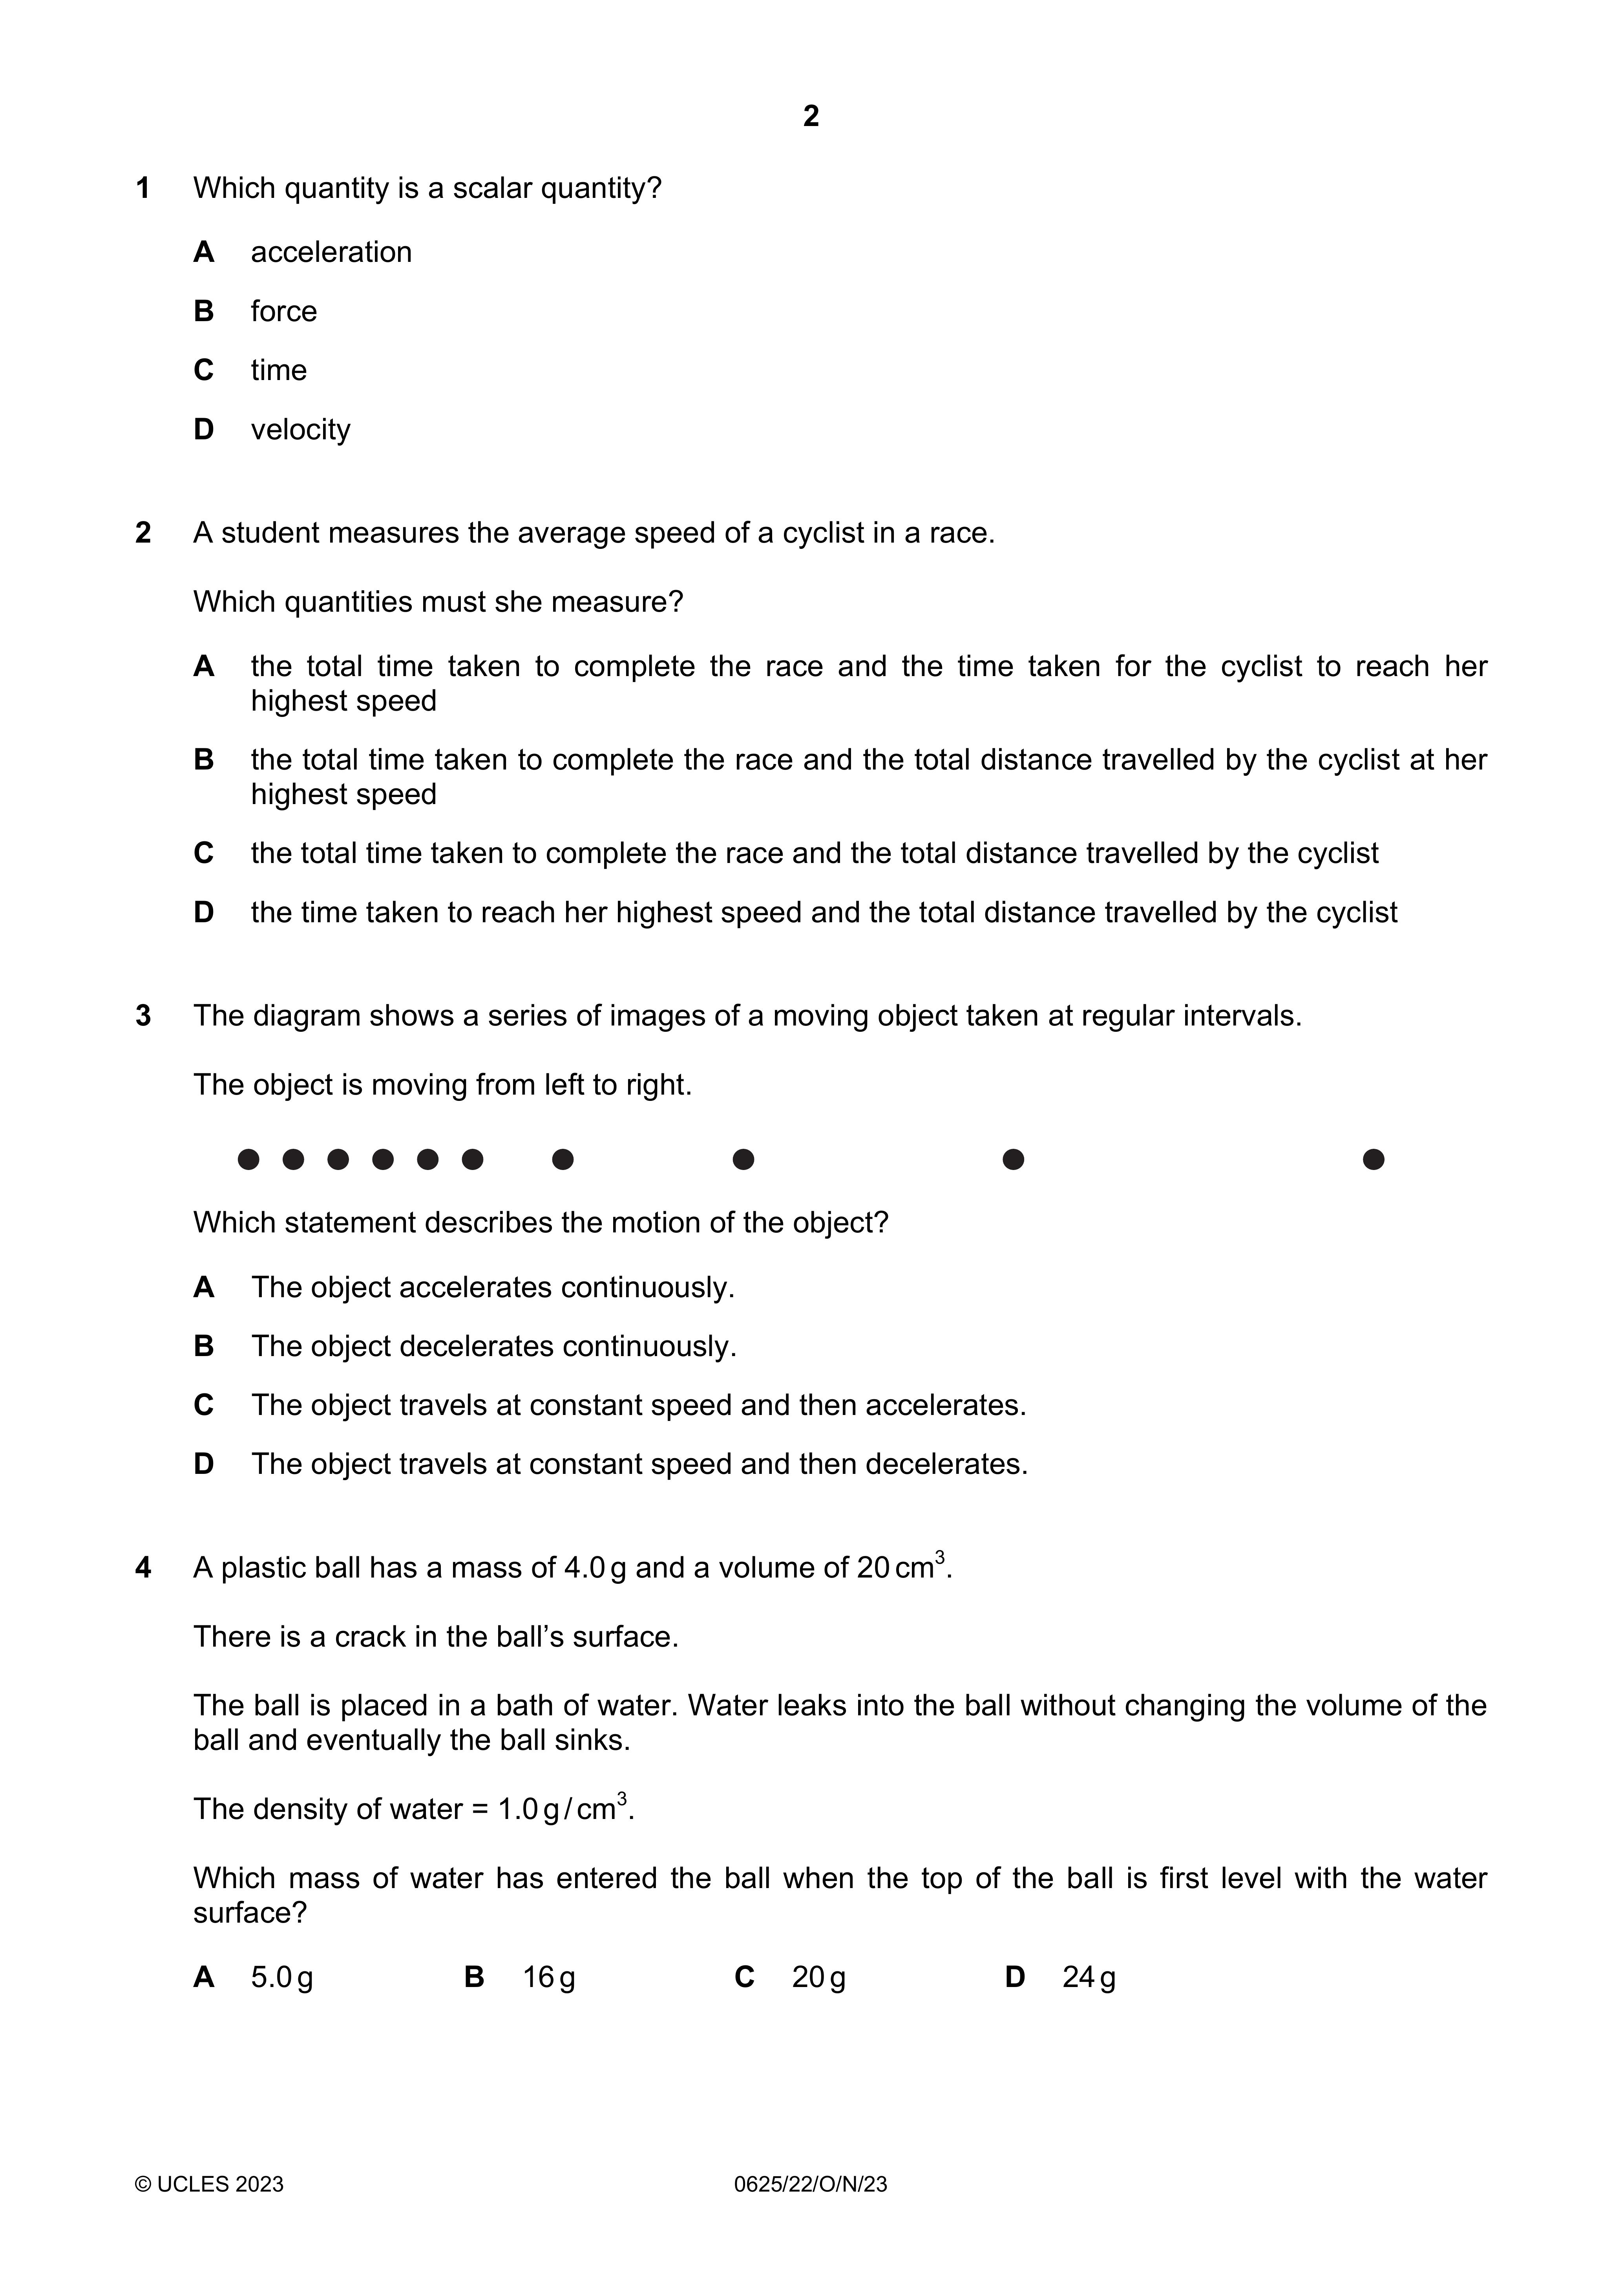 2
1 Which quantity is a scalar quantity?
A acceleration
B force
C time
D velocity
2 A student measures the average speed of a cyclist in a race.
Which quantities must she measure?
A the total time taken to complete the race and the time taken for the cyclist to reach her
highest speed
B the total time taken to complete the race and the total distance travelled by the cyclist at her
highest speed
C the total time taken to complete the race and the total distance travelled by the cyclist
D the time taken to reach her highest speed and the total distance travelled by the cyclist
3 The diagram shows a series of images of a moving object taken at regular intervals.
The object is moving from left to right.
Which statement describes the motion of the object?
A The object accelerates continuously.
B The object decelerates continuously.
C The object travels at constant speed and then accelerates.
D The object travels at constant speed and then decelerates.
4 A plastic ball has a mass of 4.0 g and a volume of 20 cm³.
There is a crack in the ball’s surface.
The ball is placed in a bath of water. Water leaks into the ball without changing the volume of the
ball and eventually the ball sinks.
The density of water = 1.0 g / cm³.
Which mass of water has entered the ball when the top of the ball is first level with the water
surface?
A 5.0 g B 16 g C 20 g D 24 g
© UCLES 2023 0625/22/O/N/23